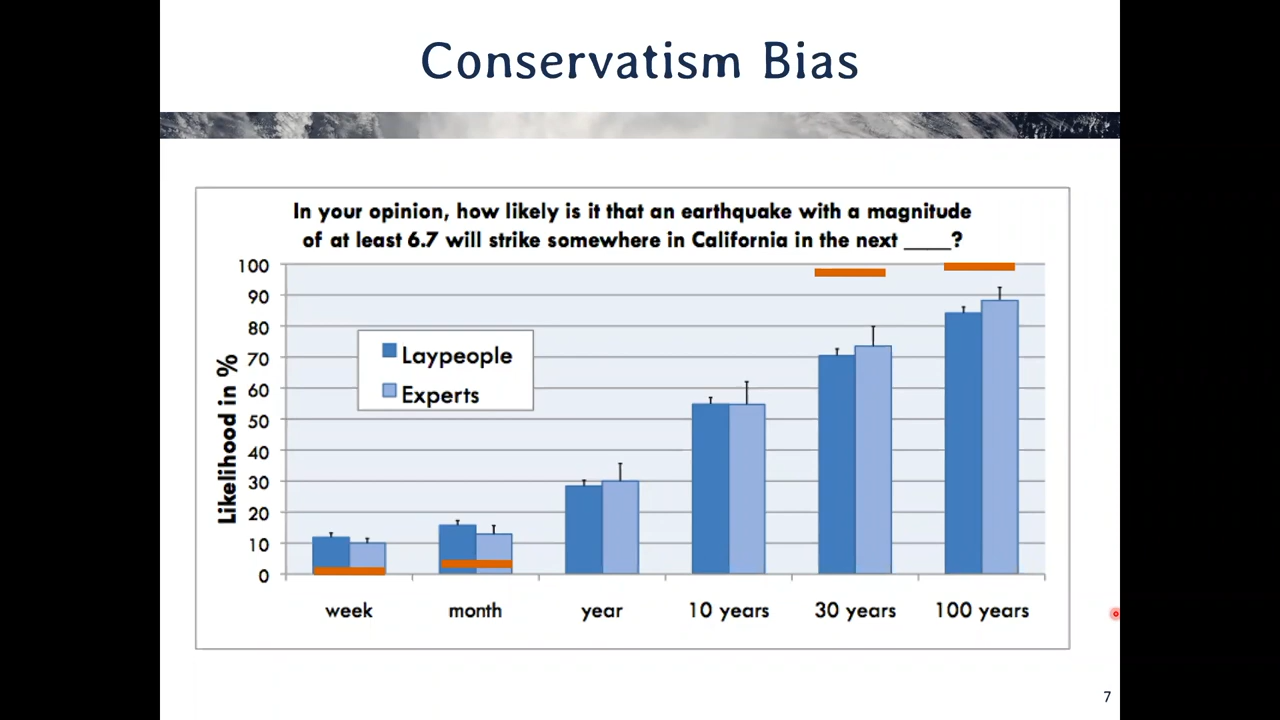 Conservatism Bias
In your opinion, how likely is it that an earthquake with a magnitude
of at least 6.7 will strike somewhere in California in the next ____?
100
90
80
70
60
50
40
30
20
10
0
Likelihood in %
Laypeople
Experts
week month year 10 years 30 years 100 years
7